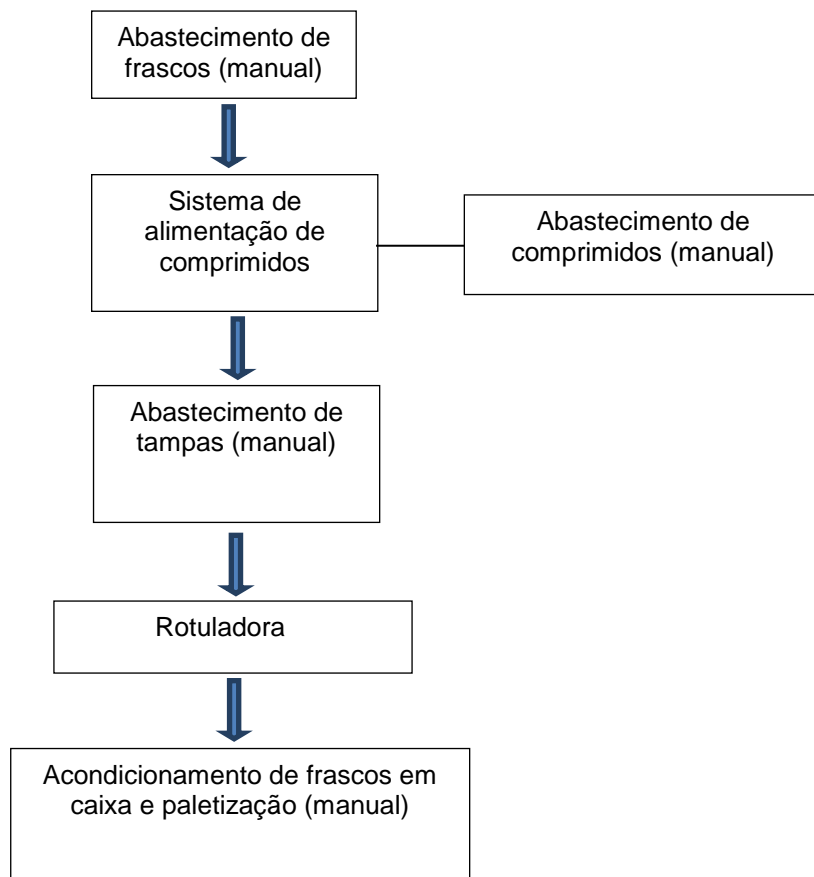 Abastecimento de
frascos (manual)
Sistema de
alimentação de
comprimidos
Abastecimento de
comprimidos (manual)
Abastecimento de
tampas (manual)
Rotuladora
Acondicionamento de frascos em
caixa e paletização (manual)